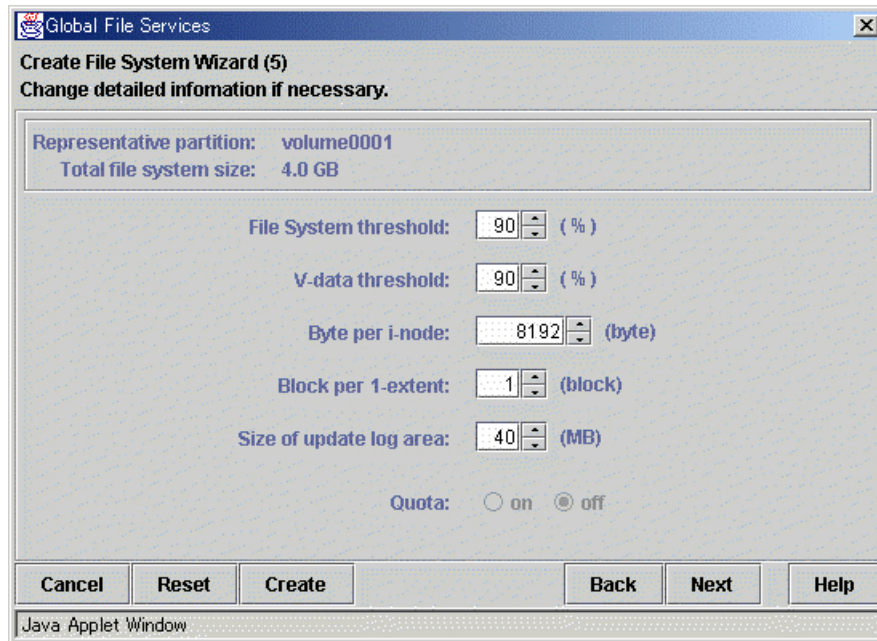 Global File Services
Create File System Wizard (5)
Change detailed infomation if necessary.
Representative partition: volume0001
Total file system size: 4.0 GB
File System threshold: 90 (%)
V-data threshold: 90 (%)
Byte per i-node: 8192 (byte)
Block per 1-extent: 1 (block)
Size of update log area: 40 (MB)
Quota: on off
Cancel Reset Create Back Next Help
Java Applet Window